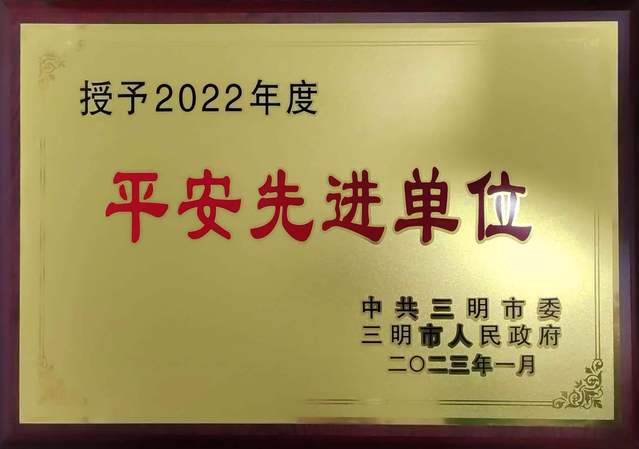 授予2022年度
平安先进单位
中共三明市委
三明市人民政府
二〇二三年一月